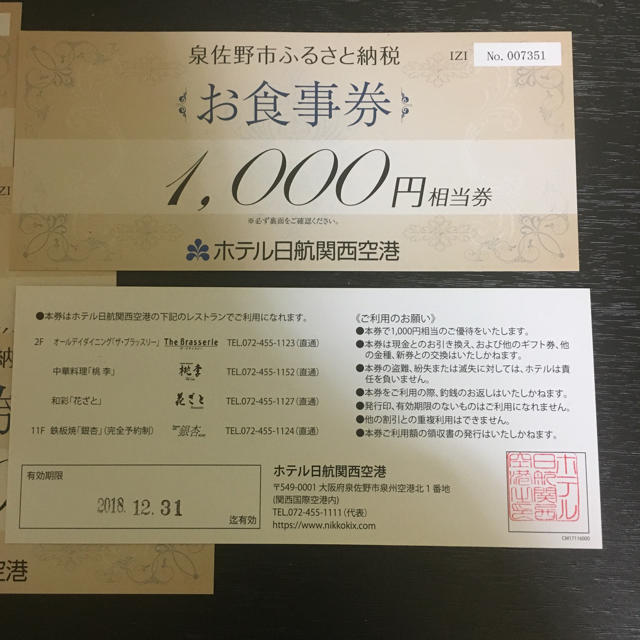 泉佐野市ふるさと納税
IZI No. 007351
お食事券
1,000円相当券
※必ず裏面をご確認ください。
ホテル日航関西空港
●本券はホテル日航関西空港の下記のレストランでご利用になれます。
2F オールデイダイニング「ザ・ブラッスリー」 The Brasserie TEL.072-455-1123(直通)
中華料理「桃 李」 桃李 TEL.072-455-1152(直通)
和彩「花ざと」 花ざと TEL.072-455-1127(直通)
11F 鉄板焼「銀杏」(完全予約制) 銀杏 TEL.072-455-1124(直通)
《ご利用のお願い》
●本券で1,000円相当のご優待をいたします。
●本券は現金とのお引き換え、および他のギフト券、他
の金種、新券との交換はいたしかねます。
●本券の盗難、紛失または滅失に対しては、ホテルは責
任を負いません。
●本券をご利用の際、釣銭のお返しはいたしかねます。
●発行印、有効期限のないものはご利用になれません。
●他の割引との重複利用はできません。
●本券ご利用額の領収書の発行はいたしかねます。
有効期限
2018. 12. 31
迄有効
ホテル日航関西空港
〒549-0001 大阪府泉佐野市泉州空港北1番地
(関西国際空港内)
TEL.072-455-1111(代表)
https://www.nikkokix.com
ホテル
日航関西
空港之印
CM17116000
ZI
納
空港